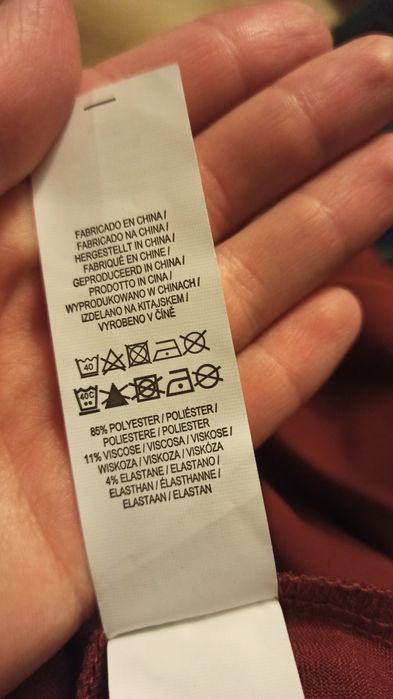 FABRICADO EN CHINA /
FABRICADO NA CHINA /
HERGESTELLT IN CHINA /
FABRIQUÉ EN CHINE /
GEPRODUCEERD IN CHINA /
PRODOTTO IN CINA /
WYPRODUKOWANO W CHINACH /
IZDELANO NA KITAJSKEM /
VYROBENO V ČÍNĚ
40
40C
85% POLYESTER / POLIÉSTER /
POLIESTERE / POLIESTER
11% VISCOSE / VISCOSA / VISKOSE /
WISKOZA / VISKOZA / VISKÓZA
4% ELASTANE / ELASTANO /
ELASTHAN / ÉLASTHANNE /
ELASTAAN / ELASTAN